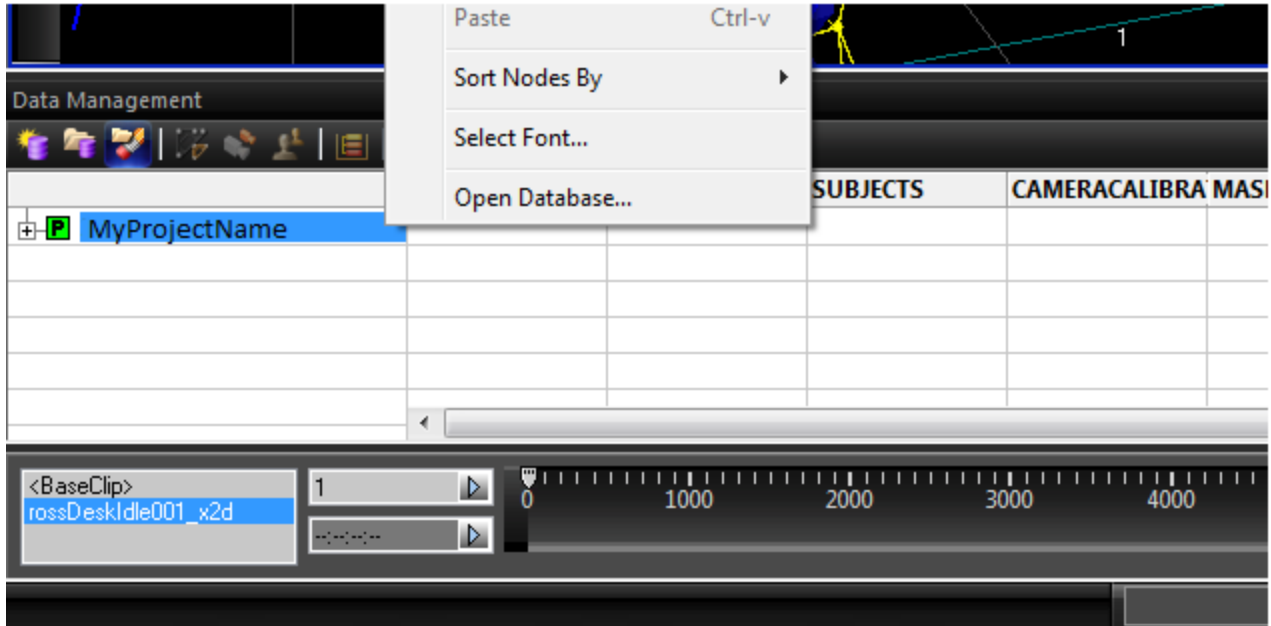 Paste Ctrl-v
1
Sort Nodes By
Data Management
Select Font...
SUBJECTS CAMERACALIBRA MAS
Open Database...
P MyProjectName
<BaseClip> 1
rossDeskIdle001_x2d
--:--:--:--
0 1000 2000 3000 4000